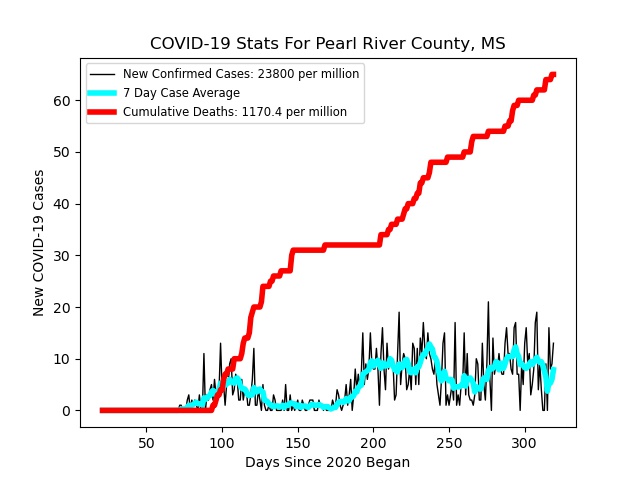 COVID-19 Stats For Pearl River County, MS
New Confirmed Cases: 23800 per million
7 Day Case Average
Cumulative Deaths: 1170.4 per million
New COVID-19 Cases
60
50
40
30
20
10
0
50 100 150 200 250 300
Days Since 2020 Began